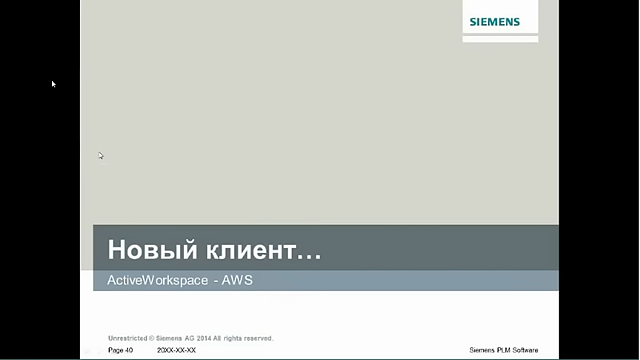 SIEMENS
Новый клиент...
ActiveWorkspace - AWS
Unrestricted © Siemens AG 2014 All rights reserved.
Page 40 20XX-XX-XX Siemens PLM Software